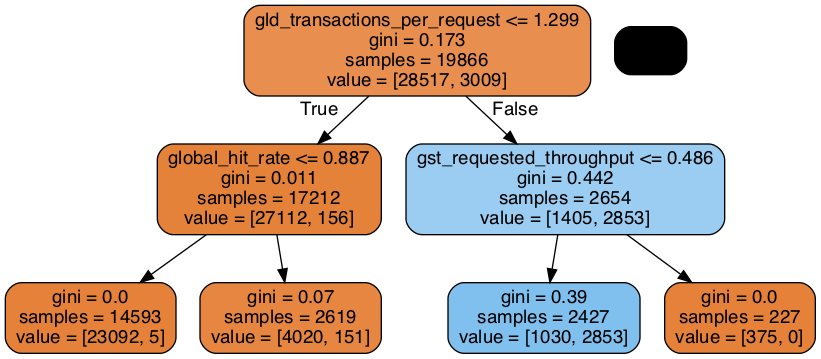 gld_transactions_per_request <= 1.299
gini = 0.173
samples = 19866
value = [28517, 3009]
True
False
global_hit_rate <= 0.887
gini = 0.011
samples = 17212
value = [27112, 156]
gst_requested_throughput <= 0.486
gini = 0.442
samples = 2654
value = [1405, 2853]
gini = 0.0
samples = 14593
value = [23092, 5]
gini = 0.07
samples = 2619
value = [4020, 151]
gini = 0.39
samples = 2427
value = [1030, 2853]
gini = 0.0
samples = 227
value = [375, 0]